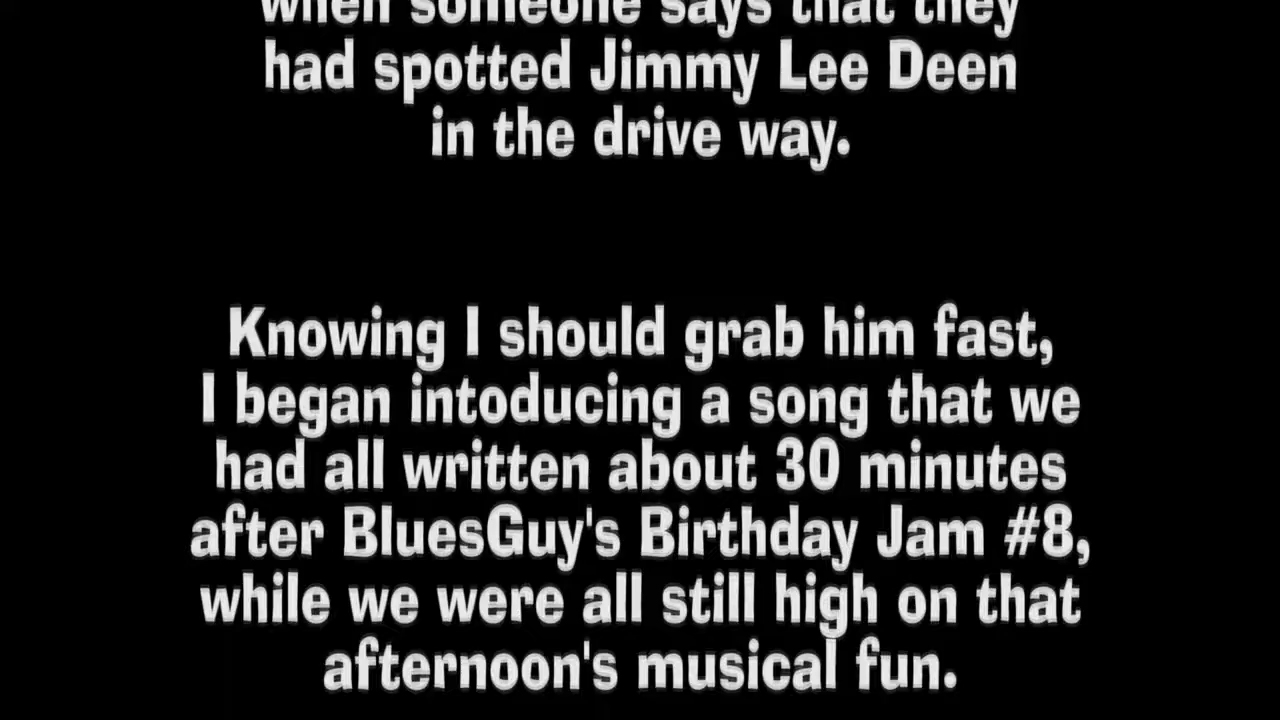 when someone says that they
had spotted Jimmy Lee Deen
in the drive way.
Knowing I should grab him fast,
I began intoducing a song that we
had all written about 30 minutes
after BluesGuy's Birthday Jam #8,
while we were all still high on that
afternoon's musical fun.